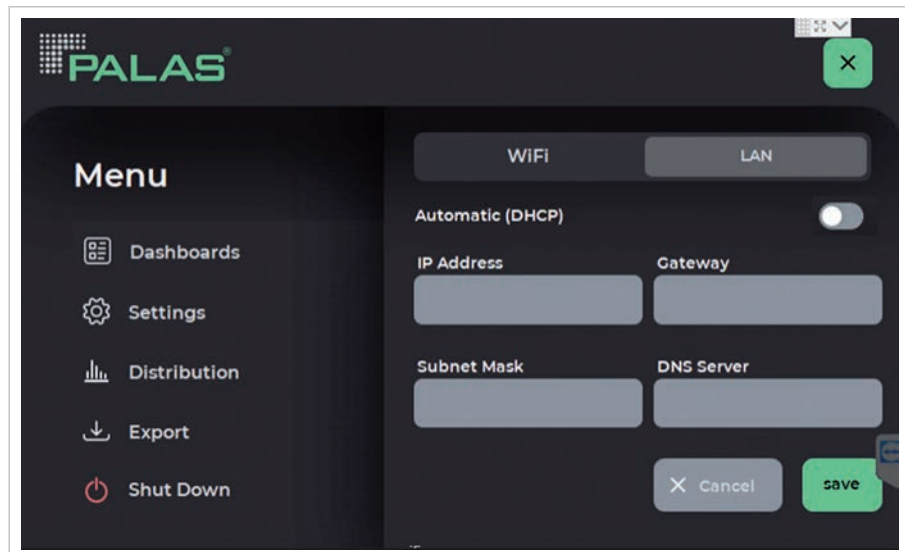 PALAS®
Menu
WiFi
LAN
Automatic (DHCP)
Dashboards
IP Address
Gateway
Settings
Subnet Mask
DNS Server
Distribution
Export
Shut Down
Cancel
save